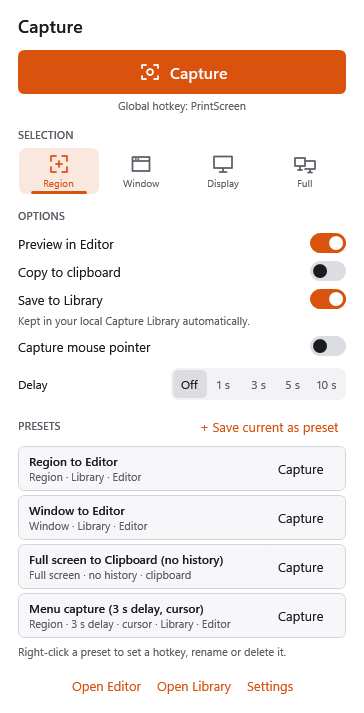 Capture
Capture
Global hotkey: PrintScreen
SELECTION
Region Window Display Full
OPTIONS
Preview in Editor
Copy to clipboard
Save to Library
Kept in your local Capture Library automatically.
Capture mouse pointer
Delay Off 1 s 3 s 5 s 10 s
PRESETS + Save current as preset
Region to Editor
Region · Library · Editor
Capture
Window to Editor
Window · Library · Editor
Capture
Full screen to Clipboard (no history)
Full screen · no history · clipboard
Capture
Menu capture (3 s delay, cursor)
Region · 3 s delay · cursor · Library · Editor
Capture
Right-click a preset to set a hotkey, rename or delete it.
Open Editor Open Library Settings